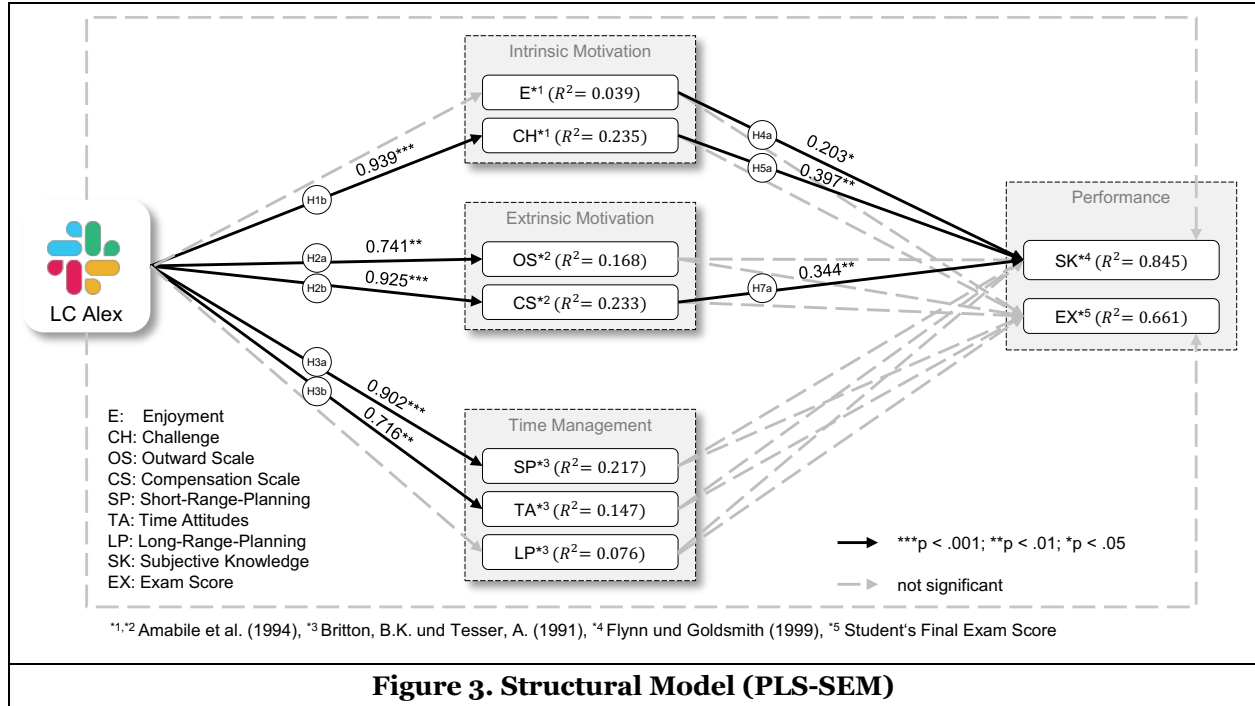 Intrinsic Motivation
E*1 (R2= 0.039)
CH*1 (R2= 0.235)
H1b
0.939***
H4a
0.203*
H5a
0.397**
Extrinsic Motivation
OS*2 (R2= 0.168)
CS*2 (R2= 0.233)
H2a
0.741**
H2b
0.925***
H7a
0.344**
Performance
SK*4 (R2= 0.845)
EX*5 (R2= 0.661)
LC Alex
H3a
0.902***
H3b
0.716**
Time Management
SP*3 (R2= 0.217)
TA*3 (R2= 0.147)
LP*3 (R2= 0.076)
E: Enjoyment
CH: Challenge
OS: Outward Scale
CS: Compensation Scale
SP: Short-Range-Planning
TA: Time Attitudes
LP: Long-Range-Planning
SK: Subjective Knowledge
EX: Exam Score
***p < .001; **p < .01; *p < .05
not significant
*1,*2 Amabile et al. (1994), *3 Britton, B.K. und Tesser, A. (1991), *4 Flynn und Goldsmith (1999), *5 Student‘s Final Exam Score
Figure 3. Structural Model (PLS-SEM)